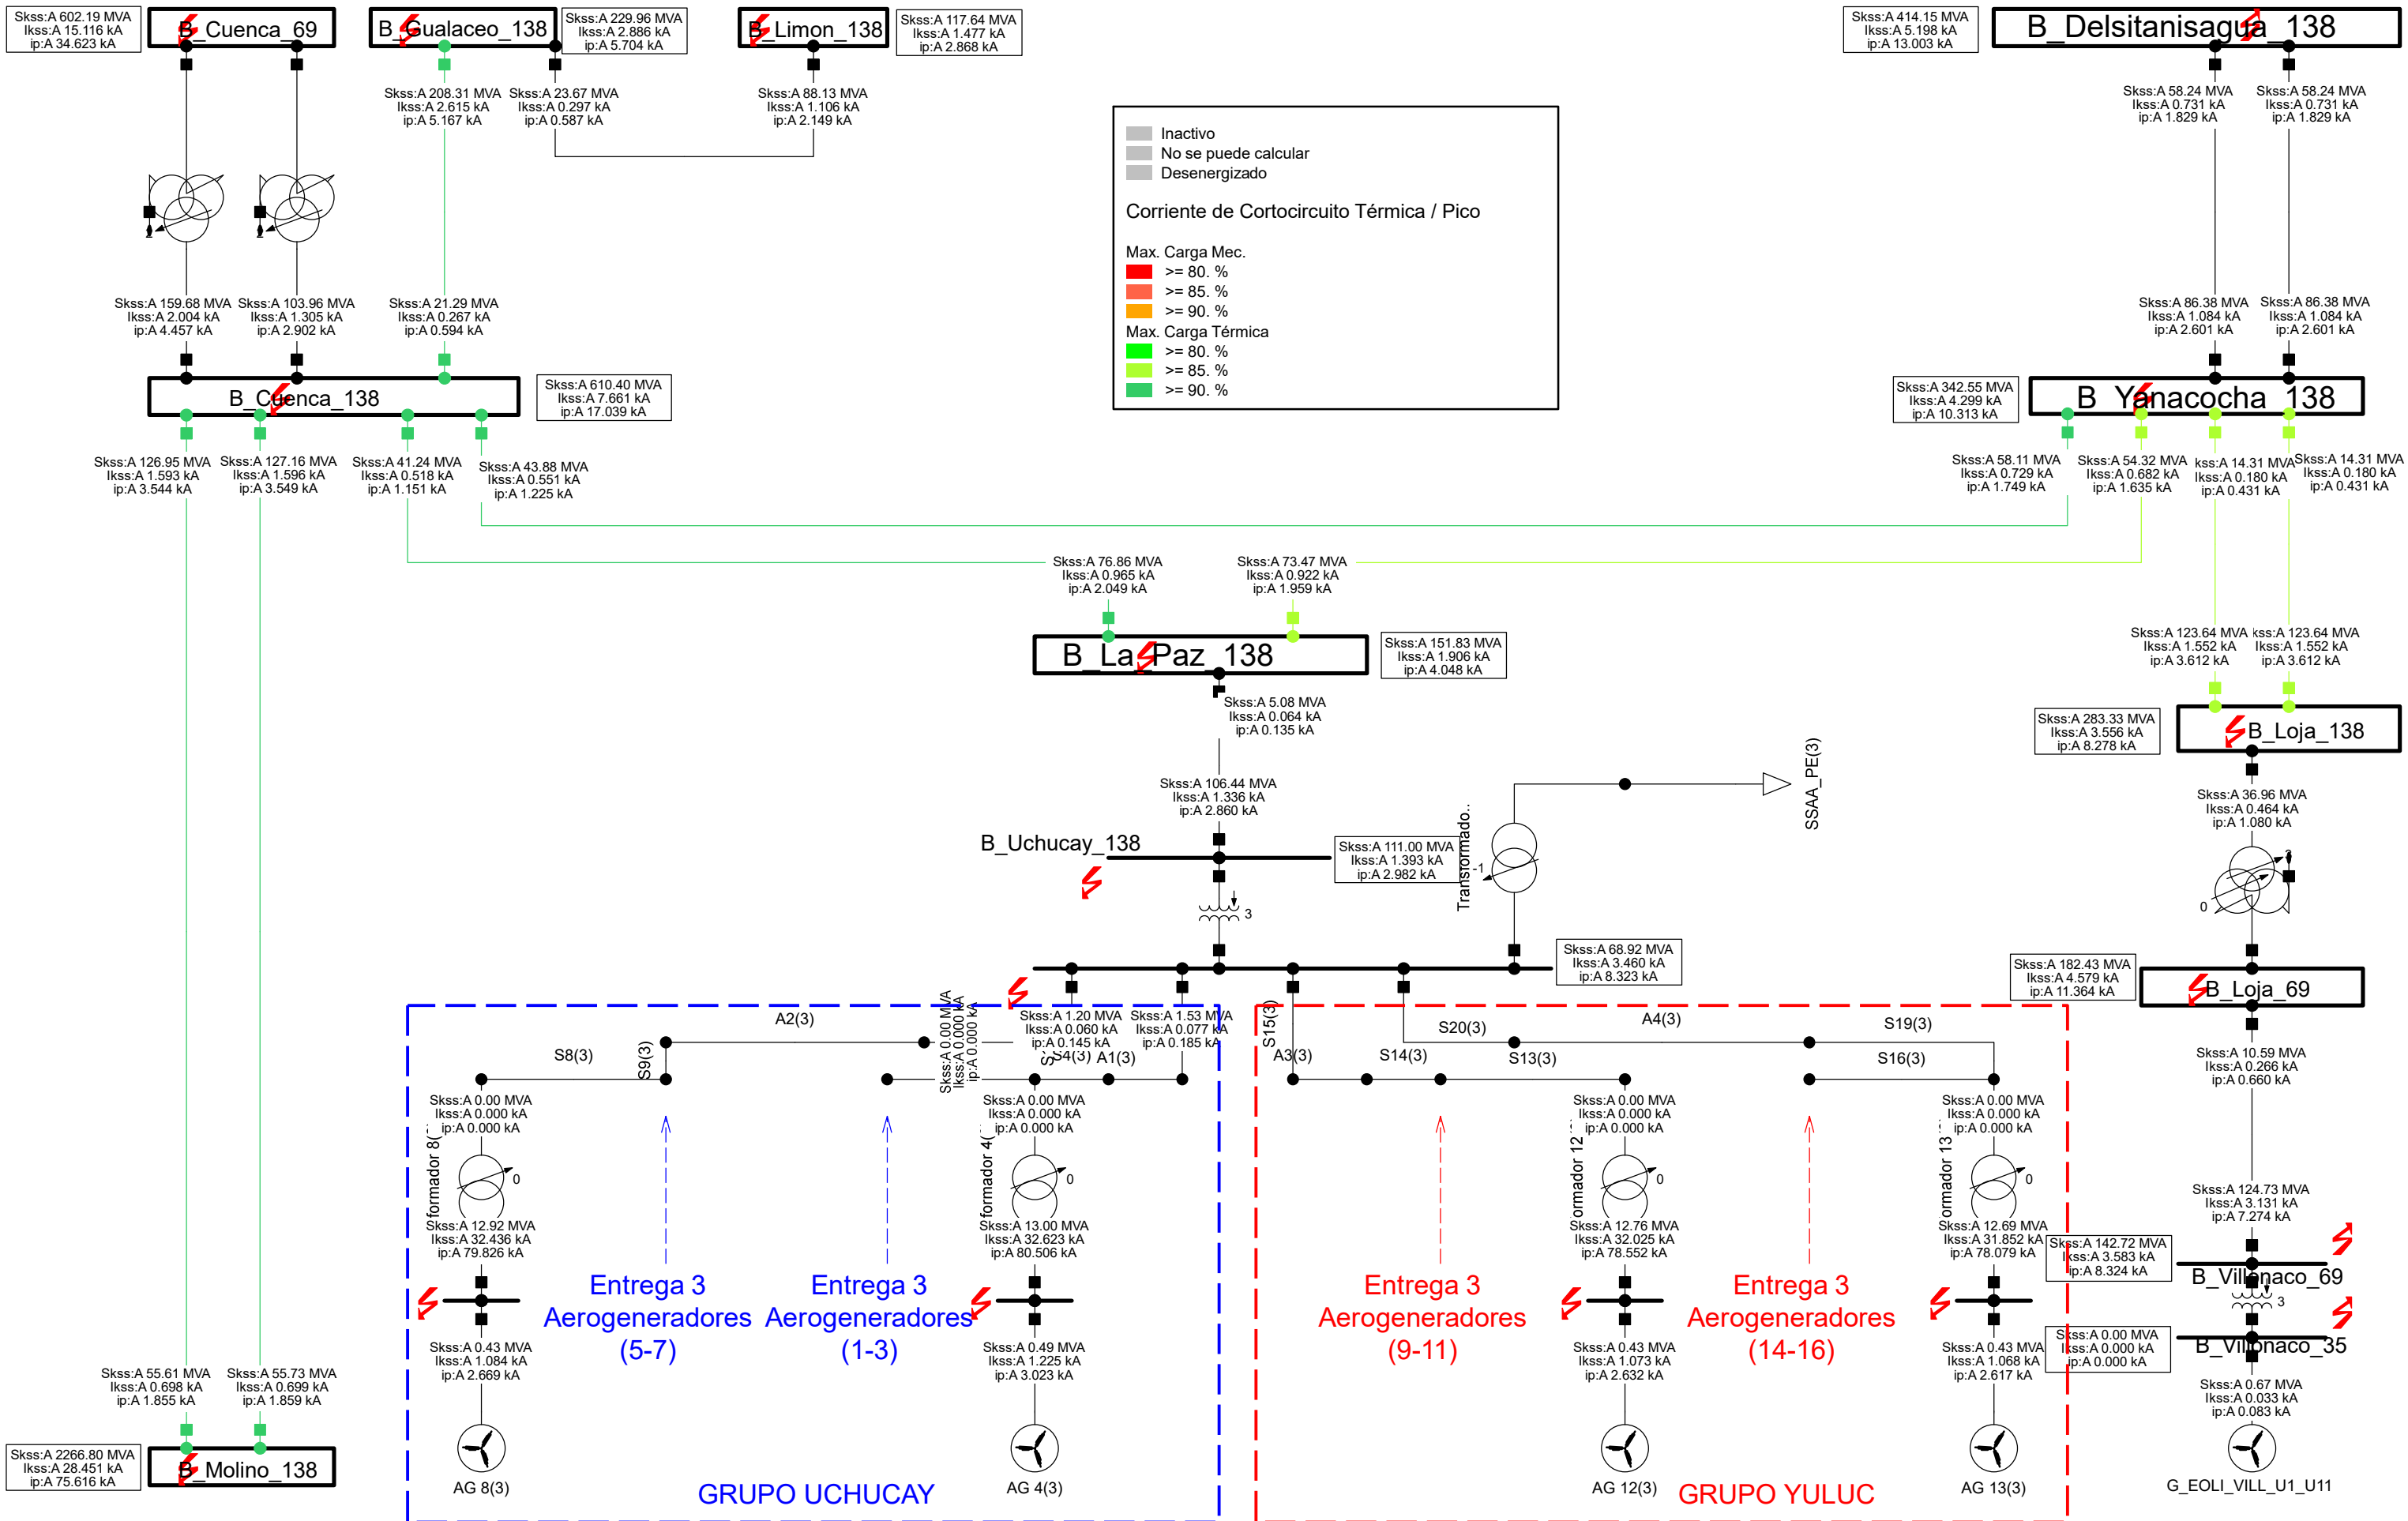 Skss:A 602.19 MVA
Ikss:A 15.116 kA
ip:A 34.623 kA
B_Cuenca_69
B_Gualaceo_138
Skss:A 229.96 MVA
Ikss:A 2.886 kA
ip:A 5.704 kA
B_Limon_138
Skss:A 117.64 MVA
Ikss:A 1.477 kA
ip:A 2.868 kA
Skss:A 414.15 MVA
Ikss:A 5.198 kA
ip:A 13.003 kA
B_Delsitanisagua_138
Skss:A 208.31 MVA
Ikss:A 2.615 kA
ip:A 5.167 kA
Skss:A 23.67 MVA
Ikss:A 0.297 kA
ip:A 0.587 kA
Skss:A 88.13 MVA
Ikss:A 1.106 kA
ip:A 2.149 kA
Skss:A 58.24 MVA
Ikss:A 0.731 kA
ip:A 1.829 kA
Skss:A 58.24 MVA
Ikss:A 0.731 kA
ip:A 1.829 kA
Inactivo
No se puede calcular
Desenergizado
Corriente de Cortocircuito Térmica / Pico
Max. Carga Mec.
>= 80. %
>= 85. %
>= 90. %
Max. Carga Térmica
>= 80. %
>= 85. %
>= 90. %
Skss:A 159.68 MVA
Ikss:A 2.004 kA
ip:A 4.457 kA
Skss:A 103.96 MVA
Ikss:A 1.305 kA
ip:A 2.902 kA
Skss:A 21.29 MVA
Ikss:A 0.267 kA
ip:A 0.594 kA
Skss:A 86.38 MVA
Ikss:A 1.084 kA
ip:A 2.601 kA
Skss:A 86.38 MVA
Ikss:A 1.084 kA
ip:A 2.601 kA
B_Cuenca_138
Skss:A 610.40 MVA
Ikss:A 7.661 kA
ip:A 17.039 kA
Skss:A 342.55 MVA
Ikss:A 4.299 kA
ip:A 10.313 kA
B_Yanacocha_138
Skss:A 126.95 MVA
Ikss:A 1.593 kA
ip:A 3.544 kA
Skss:A 127.16 MVA
Ikss:A 1.596 kA
ip:A 3.549 kA
Skss:A 41.24 MVA
Ikss:A 0.518 kA
ip:A 1.151 kA
Skss:A 43.88 MVA
Ikss:A 0.551 kA
ip:A 1.225 kA
Skss:A 58.11 MVA
Ikss:A 0.729 kA
ip:A 1.749 kA
Skss:A 54.32 MVA
Ikss:A 0.682 kA
ip:A 1.635 kA
kss:A 14.31 MVA
Ikss:A 0.180 kA
ip:A 0.431 kA
Skss:A 14.31 MVA
Ikss:A 0.180 kA
ip:A 0.431 kA
Skss:A 76.86 MVA
Ikss:A 0.965 kA
ip:A 2.049 kA
Skss:A 73.47 MVA
Ikss:A 0.922 kA
ip:A 1.959 kA
B_La_Paz_138
Skss:A 151.83 MVA
Ikss:A 1.906 kA
ip:A 4.048 kA
Skss:A 123.64 MVA
Ikss:A 1.552 kA
ip:A 3.612 kA
kss:A 123.64 MVA
Ikss:A 1.552 kA
ip:A 3.612 kA
Skss:A 5.08 MVA
Ikss:A 0.064 kA
ip:A 0.135 kA
Skss:A 283.33 MVA
Ikss:A 3.556 kA
ip:A 8.278 kA
B_Loja_138
Skss:A 106.44 MVA
Ikss:A 1.336 kA
ip:A 2.860 kA
SSAA_PE(3)
Skss:A 36.96 MVA
Ikss:A 0.464 kA
ip:A 1.080 kA
B_Uchucay_138
Skss:A 111.00 MVA
Ikss:A 1.393 kA
ip:A 2.982 kA
Transformado..
-1
3
3
0
Skss:A 68.92 MVA
Ikss:A 3.460 kA
ip:A 8.323 kA
Skss:A 182.43 MVA
Ikss:A 4.579 kA
ip:A 11.364 kA
B_Loja_69
A2(3)
S8(3)
S9(3)
Skss:A 0.00 MVA
Ikss:A 0.000 kA
ip:A 0.000 kA
Skss:A 1.20 MVA
Ikss:A 0.060 kA
ip:A 0.145 kA
Skss:A 1.53 MVA
Ikss:A 0.077 kA
ip:A 0.185 kA
S4(3)
A1(3)
S15(3)
A3(3)
S14(3)
S20(3)
S13(3)
A4(3)
S19(3)
S16(3)
Skss:A 10.59 MVA
Ikss:A 0.266 kA
ip:A 0.660 kA
Skss:A 0.00 MVA
Ikss:A 0.000 kA
ip:A 0.000 kA
Skss:A 0.00 MVA
Ikss:A 0.000 kA
ip:A 0.000 kA
Skss:A 0.00 MVA
Ikss:A 0.000 kA
ip:A 0.000 kA
Skss:A 0.00 MVA
Ikss:A 0.000 kA
ip:A 0.000 kA
formador 8(
0
formador 4(
0
ormador 12
0
ormador 13
0
Skss:A 12.92 MVA
Ikss:A 32.436 kA
ip:A 79.826 kA
Skss:A 13.00 MVA
Ikss:A 32.623 kA
ip:A 80.506 kA
Skss:A 12.76 MVA
Ikss:A 32.025 kA
ip:A 78.552 kA
Skss:A 12.69 MVA
Ikss:A 31.852 kA
ip:A 78.079 kA
Skss:A 124.73 MVA
Ikss:A 3.131 kA
ip:A 7.274 kA
Skss:A 142.72 MVA
Ikss:A 3.583 kA
ip:A 8.324 kA
B_Villonaco_69
3
Entrega 3
Aerogeneradores
(5-7)
Entrega 3
Aerogeneradores
(1-3)
Entrega 3
Aerogeneradores
(9-11)
Entrega 3
Aerogeneradores
(14-16)
Skss:A 0.00 MVA
Ikss:A 0.000 kA
ip:A 0.000 kA
B_Villonaco_35
Skss:A 0.43 MVA
Ikss:A 1.084 kA
ip:A 2.669 kA
Skss:A 0.49 MVA
Ikss:A 1.225 kA
ip:A 3.023 kA
Skss:A 0.43 MVA
Ikss:A 1.073 kA
ip:A 2.632 kA
Skss:A 0.43 MVA
Ikss:A 1.068 kA
ip:A 2.617 kA
Skss:A 0.67 MVA
Ikss:A 0.033 kA
ip:A 0.083 kA
Skss:A 55.61 MVA
Ikss:A 0.698 kA
ip:A 1.855 kA
Skss:A 55.73 MVA
Ikss:A 0.699 kA
ip:A 1.859 kA
Skss:A 2266.80 MVA
Ikss:A 28.451 kA
ip:A 75.616 kA
B_Molino_138
AG 8(3)
GRUPO UCHUCAY
AG 4(3)
AG 12(3)
GRUPO YULUC
AG 13(3)
G_EOLI_VILL_U1_U11